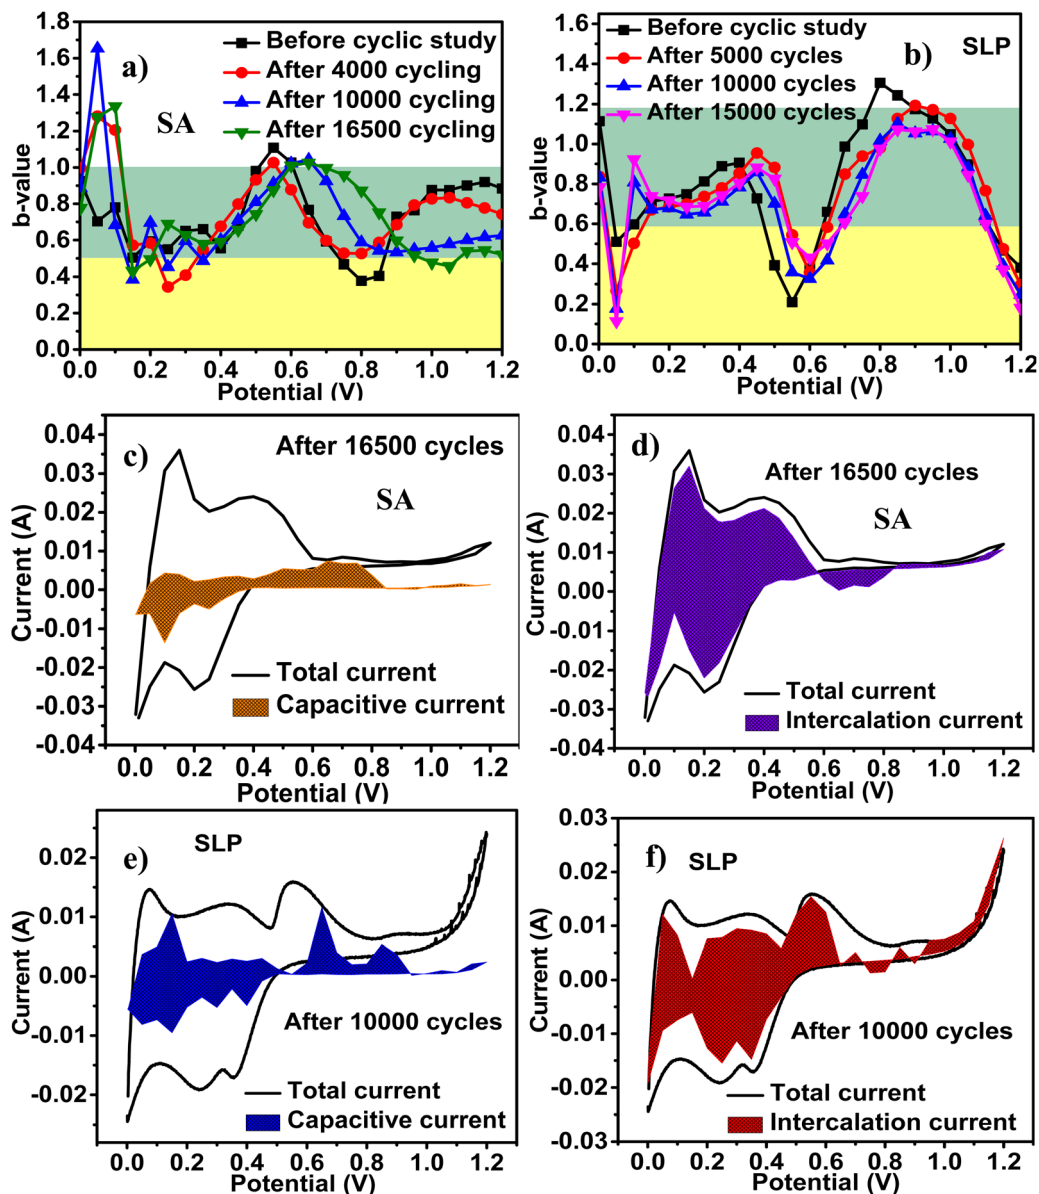 a)
SA
Before cyclic study
After 4000 cycling
After 10000 cycling
After 16500 cycling
b-value
1.8
1.6
1.4
1.2
1.0
0.8
0.6
0.4
0.2
0.0
0.0 0.2 0.4 0.6 0.8 1.0 1.2
Potential (V)
b)
SLP
Before cyclic study
After 5000 cycles
After 10000 cycles
After 15000 cycles
b-value
1.6
1.4
1.2
1.0
0.8
0.6
0.4
0.2
0.0
0.0 0.2 0.4 0.6 0.8 1.0 1.2
Potential (V)
c)
After 16500 cycles
SA
Total current
Capacitive current
Current (A)
0.04
0.03
0.02
0.01
0.00
-0.01
-0.02
-0.03
-0.04
0.0 0.2 0.4 0.6 0.8 1.0 1.2
Potential (V)
d)
After 16500 cycles
SA
Total current
Intercalation current
Current (A)
0.04
0.03
0.02
0.01
0.00
-0.01
-0.02
-0.03
-0.04
0.0 0.2 0.4 0.6 0.8 1.0 1.2
Potential (V)
e)
SLP
After 10000 cycles
Total current
Capacitive current
Current (A)
0.02
0.01
0.00
-0.01
-0.02
0.0 0.2 0.4 0.6 0.8 1.0 1.2
Potential (V)
f)
SLP
After 10000 cycles
Total current
Intercalation current
Current (A)
0.03
0.02
0.01
0.00
-0.01
-0.02
-0.03
0.0 0.2 0.4 0.6 0.8 1.0 1.2
Potential (V)